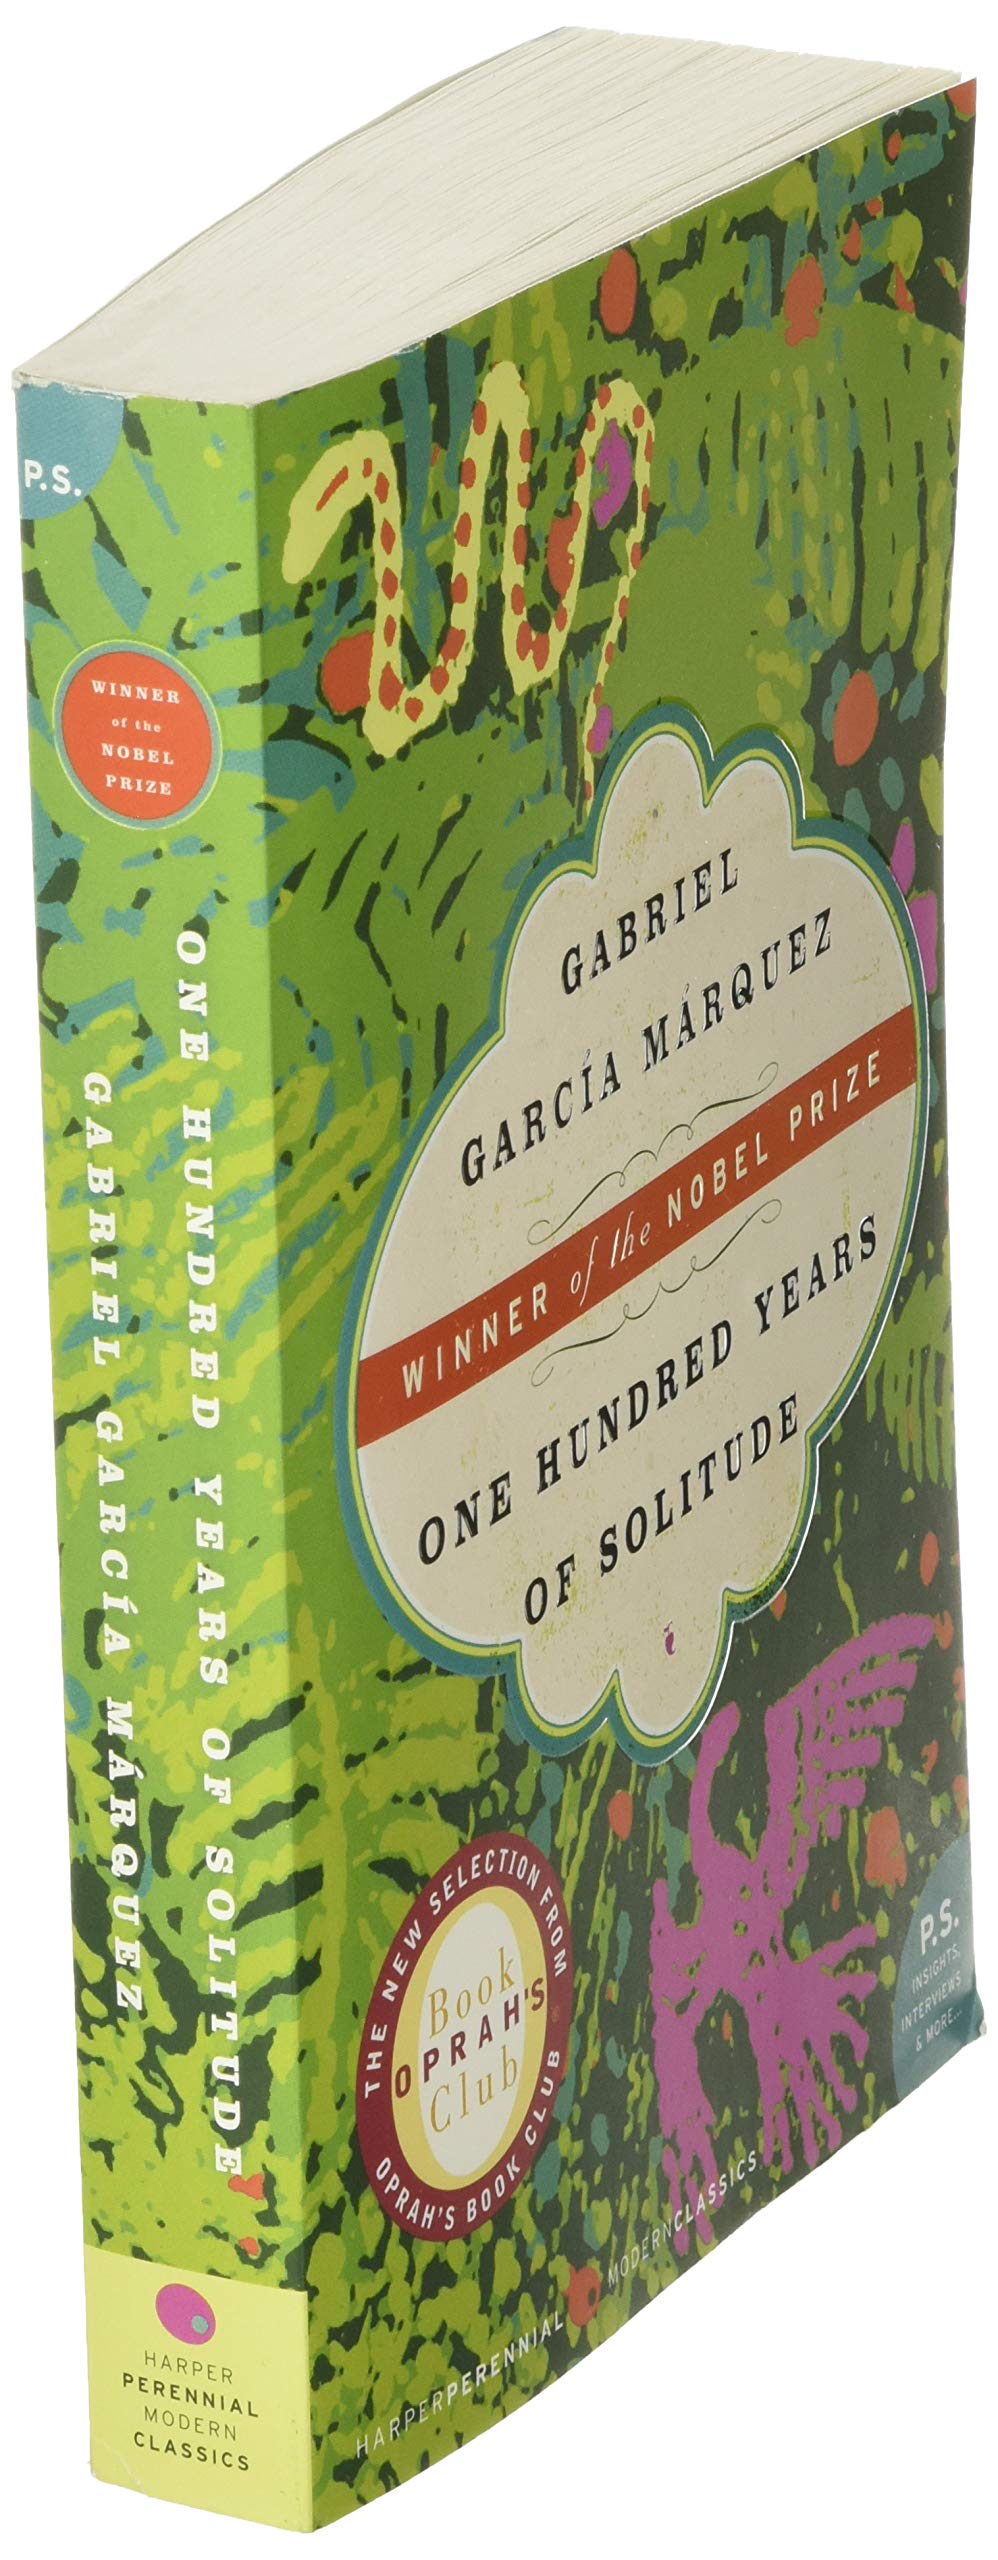 P.S.
WINNER
of the
NOBEL
PRIZE
ONE HUNDRED YEARS OF SOLITUDE
GABRIEL GARCÍA MÁRQUEZ
HARPER
PERENNIAL
MODERN
CLASSICS
GABRIEL
GARCÍA MÁRQUEZ
WINNER of the NOBEL PRIZE
ONE HUNDRED YEARS
OF SOLITUDE
THE NEW SELECTION FROM
Book
OPRAH'S
Club
OPRAH'S BOOK CLUB
P.S.
INSIGHTS,
INTERVIEWS
& MORE...
HARPERPERENNIAL MODERNCLASSICS